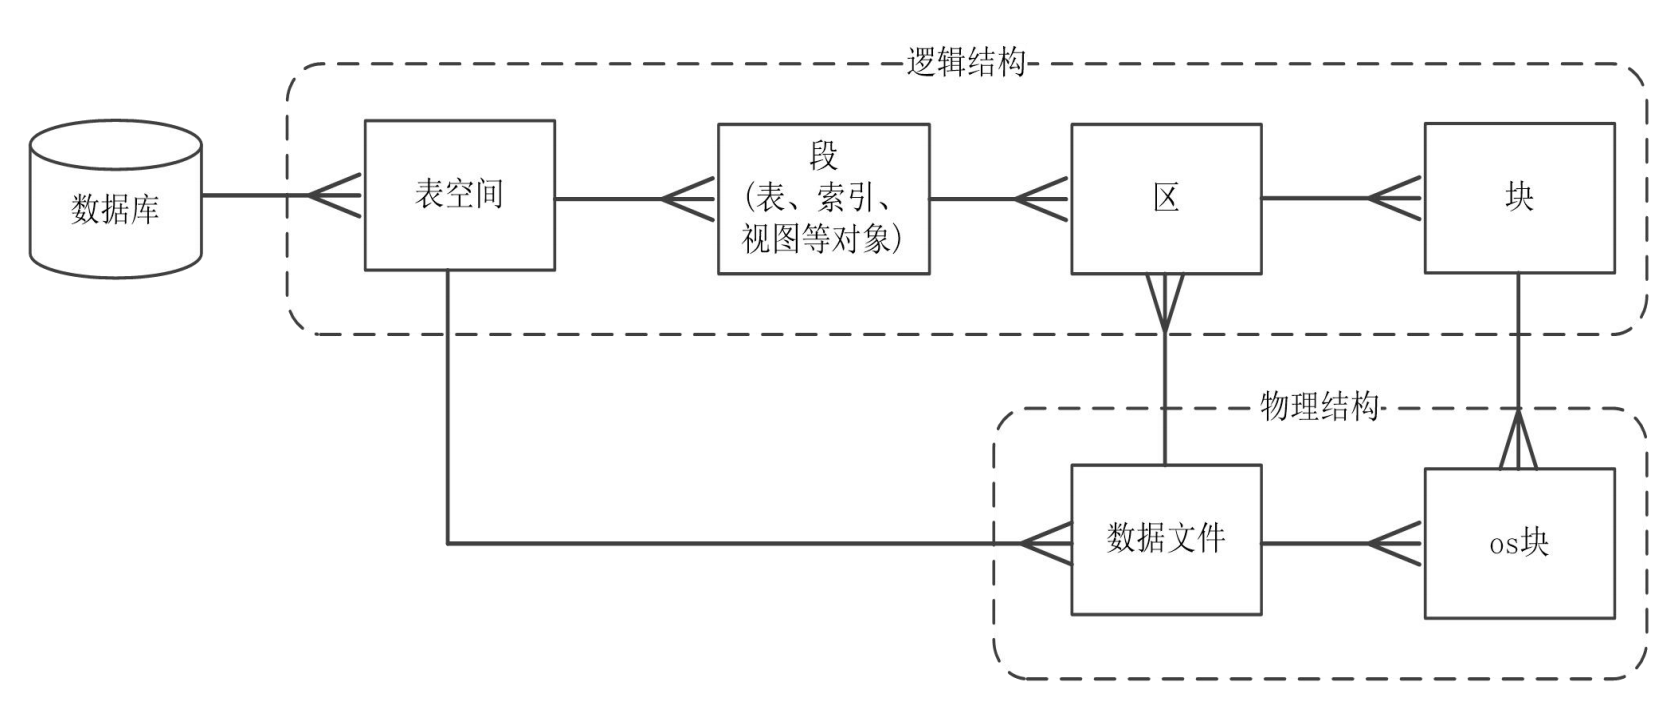 逻辑结构
数据库
表空间
段
(表、索引、
视图等对象)
区
块
物理结构
数据文件
os块